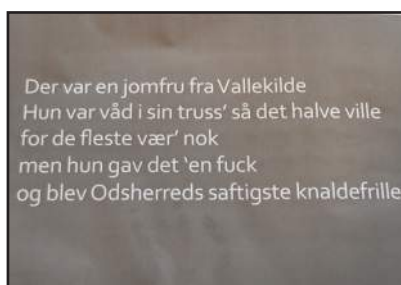 Der var en jomfru fra Vallekilde
Hun var våd i sin truss' så det halve ville
for de fleste vær' nok
men hun gav det 'en fuck
og blev Odsherreds saftigste knaldefrille